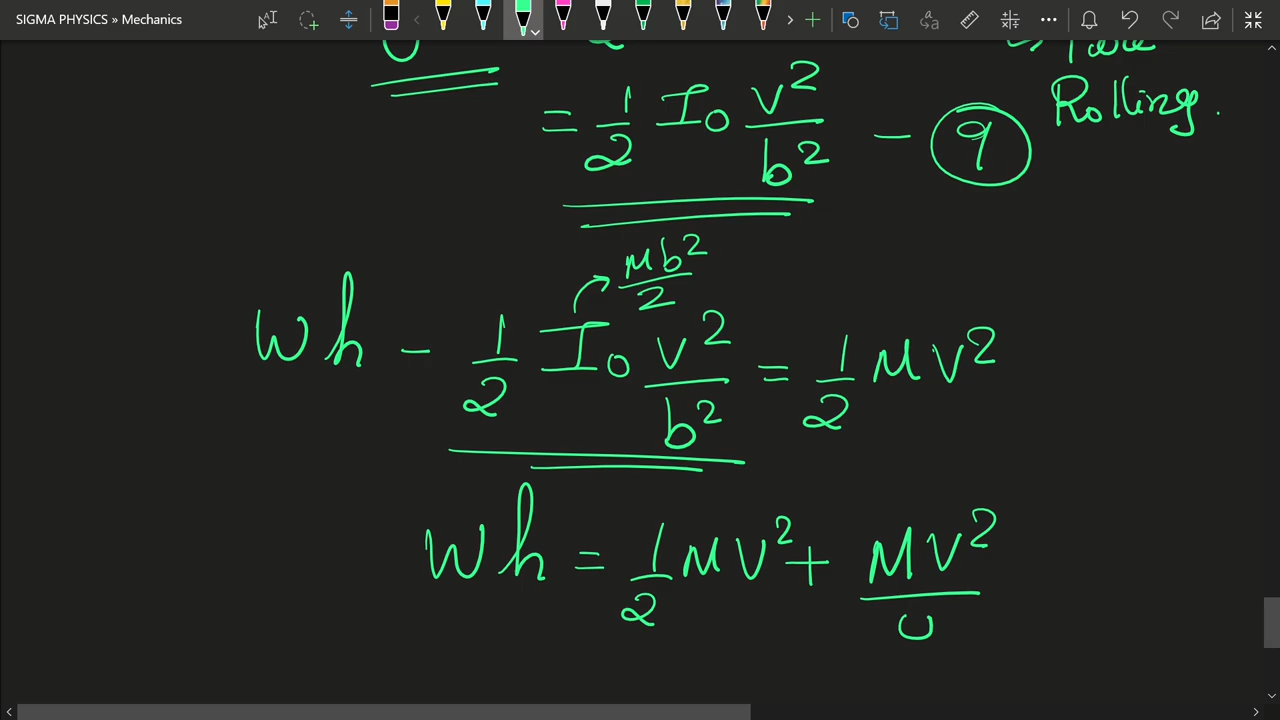 SIGMA PHYSICS » Mechanics
= 1/2 I₀ v²/b² — 9
Rolling.
Mb²/2
Wh - 1/2 I₀ v²/b² = 1/2 Mv²
Wh = 1/2 Mv² + Mv²/